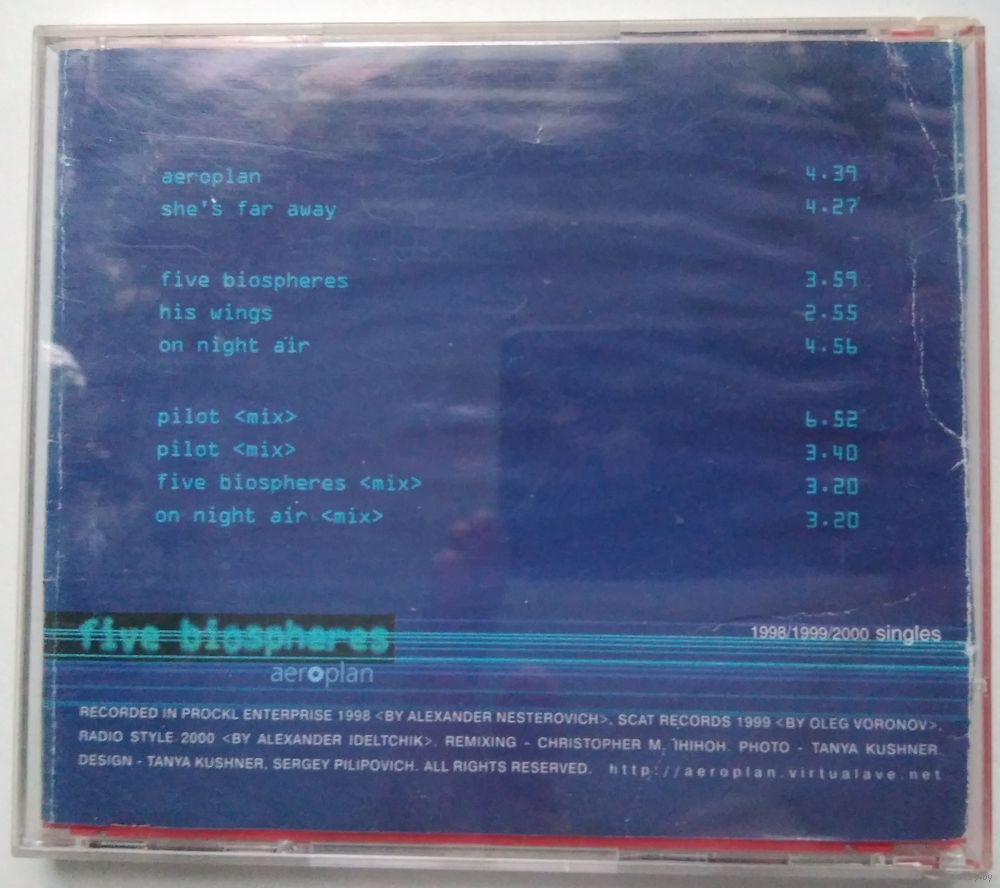 aeroplan 4.39
she's far away 4.27
five biospheres 3.59
his wings 2.55
on night air 4.56
pilot <mix> 6.52
pilot <mix> 3.40
five biospheres <mix> 3.20
on night air <mix> 3.20
five biospheres
1998/1999/2000 singles
aeroplan
RECORDED IN PROCKL ENTERPRISE 1998 <BY ALEXANDER NESTEROVICH>, SCAT RECORDS 1999 <BY OLEG VORONOV>,
RADIO STYLE 2000 <BY ALEXANDER IDELTCHIK>. REMIXING - CHRISTOPHER M, PHOTO - TANYA KUSHNER.
DESIGN - TANYA KUSHNER, SERGEY PILIPOVICH. ALL RIGHTS RESERVED. http://aeroplan.virtualave.net